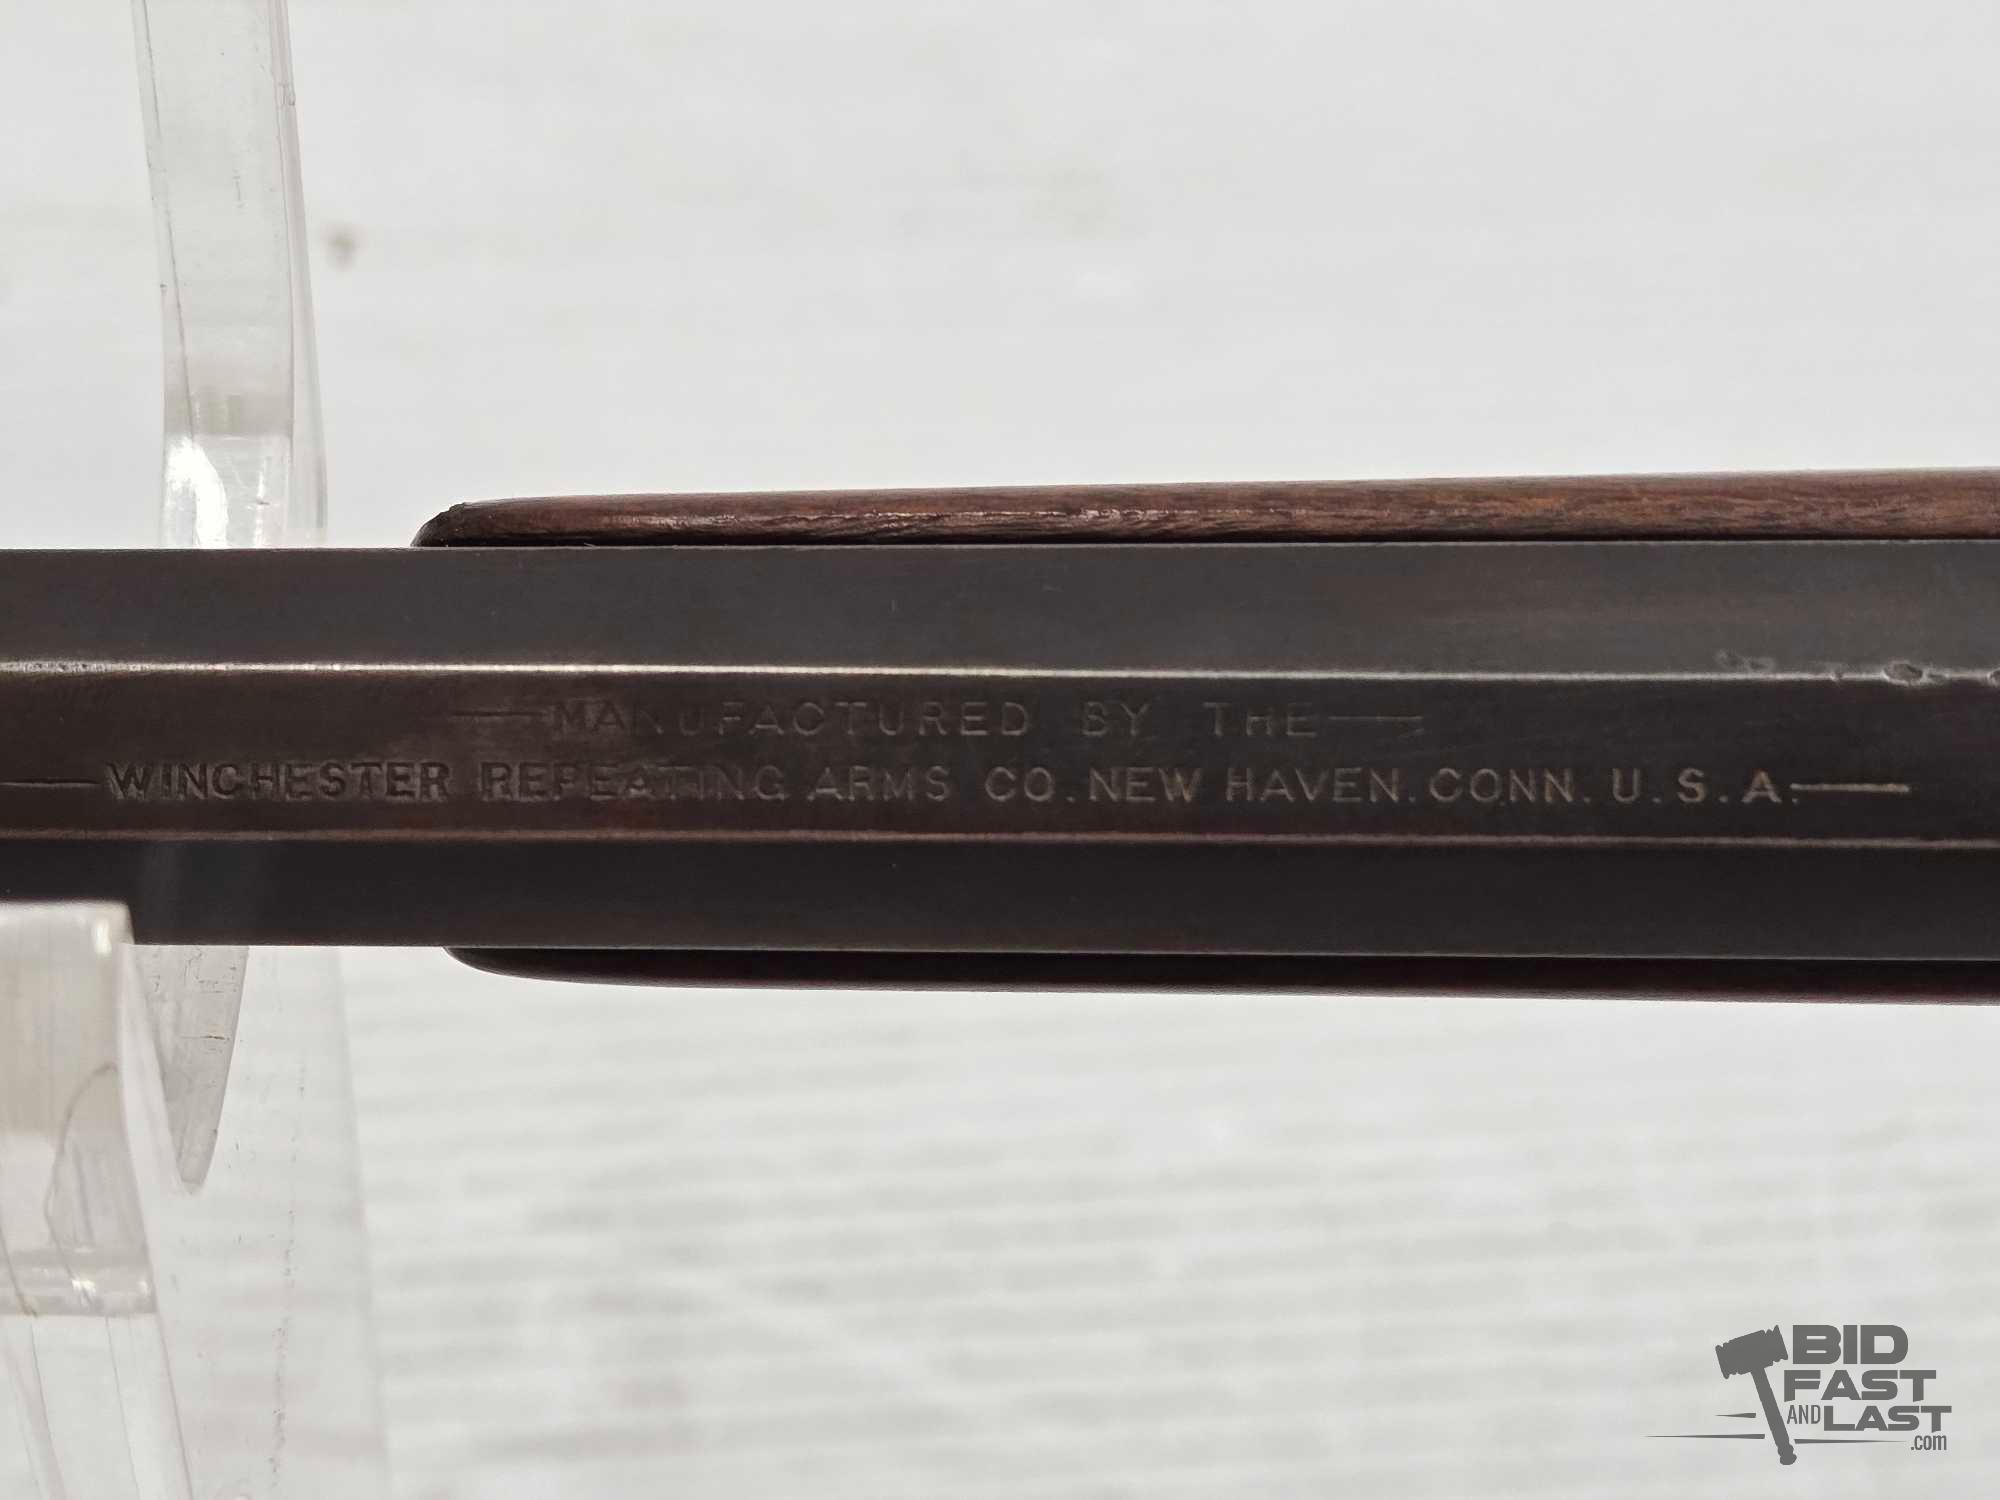 —MANUFACTURED BY THE—
—WINCHESTER REPEATING ARMS CO. NEW HAVEN. CONN. U.S.A.—
BID
FAST
AND LAST
.com